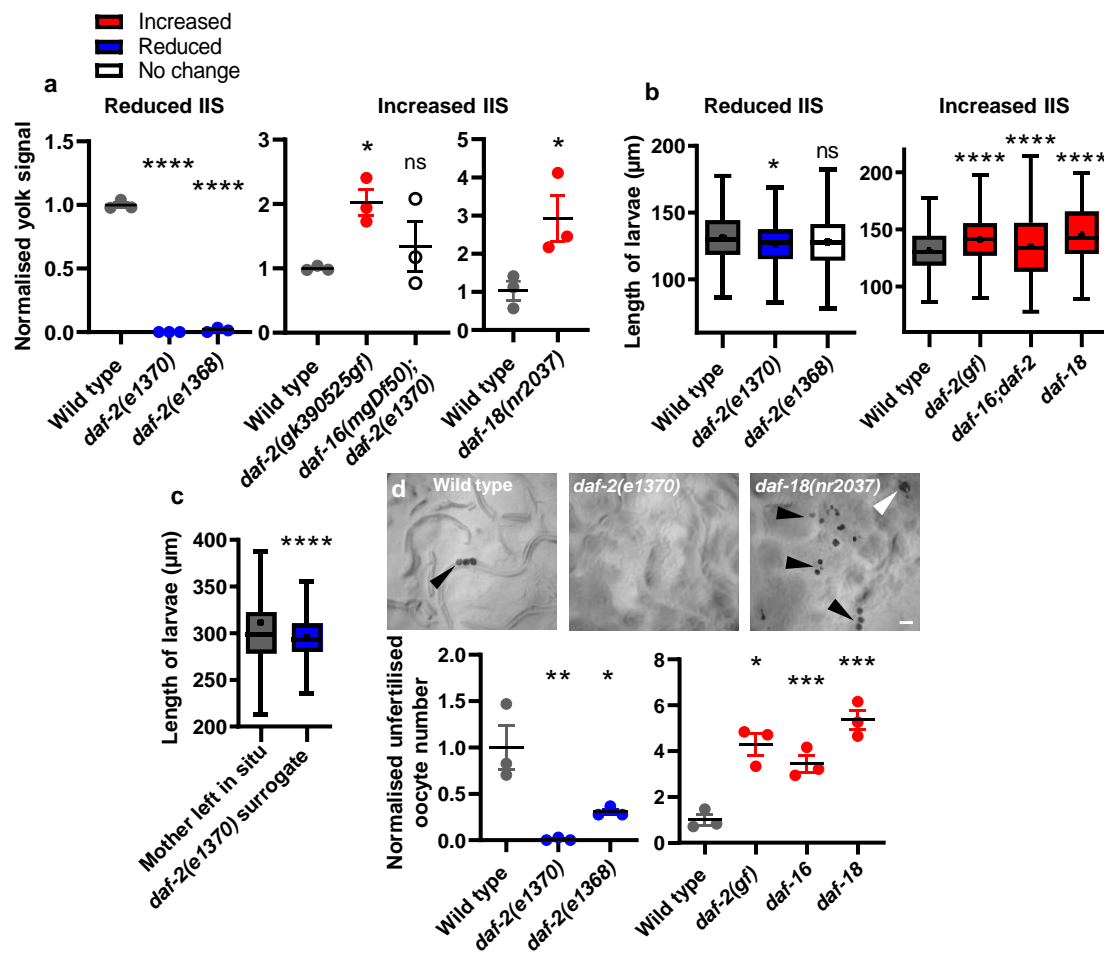 Increased
Reduced
No change
a
Reduced IIS
Increased IIS
Normalised yolk signal
1.5
1.0
0.5
0.0
****
****
Wild type
daf-2(e1370)
daf-2(e1368)
3
2
1
0
*
ns
Wild type
daf-2(gk390525gf)
daf-16(mgDf50);
daf-2(e1370)
5
4
3
2
1
0
*
Wild type
daf-18(nr2037)
b
Reduced IIS
Increased IIS
Length of larvae (µm)
200
150
100
*
ns
Wild type
daf-2(e1370)
daf-2(e1368)
200
150
100
****
****
****
Wild type
daf-2(gf)
daf-16;daf-2
daf-18
c
Length of larvae (µm)
400
350
300
250
200
****
Mother left in situ
daf-2(e1370) surrogate
d
Wild type
daf-2(e1370)
daf-18(nr2037)
Normalised unfertilised
oocyte number
2.0
1.5
1.0
0.5
0.0
**
*
Wild type
daf-2(e1370)
daf-2(e1368)
8
6
4
2
0
*
***
***
Wild type
daf-2(gf)
daf-16
daf-18